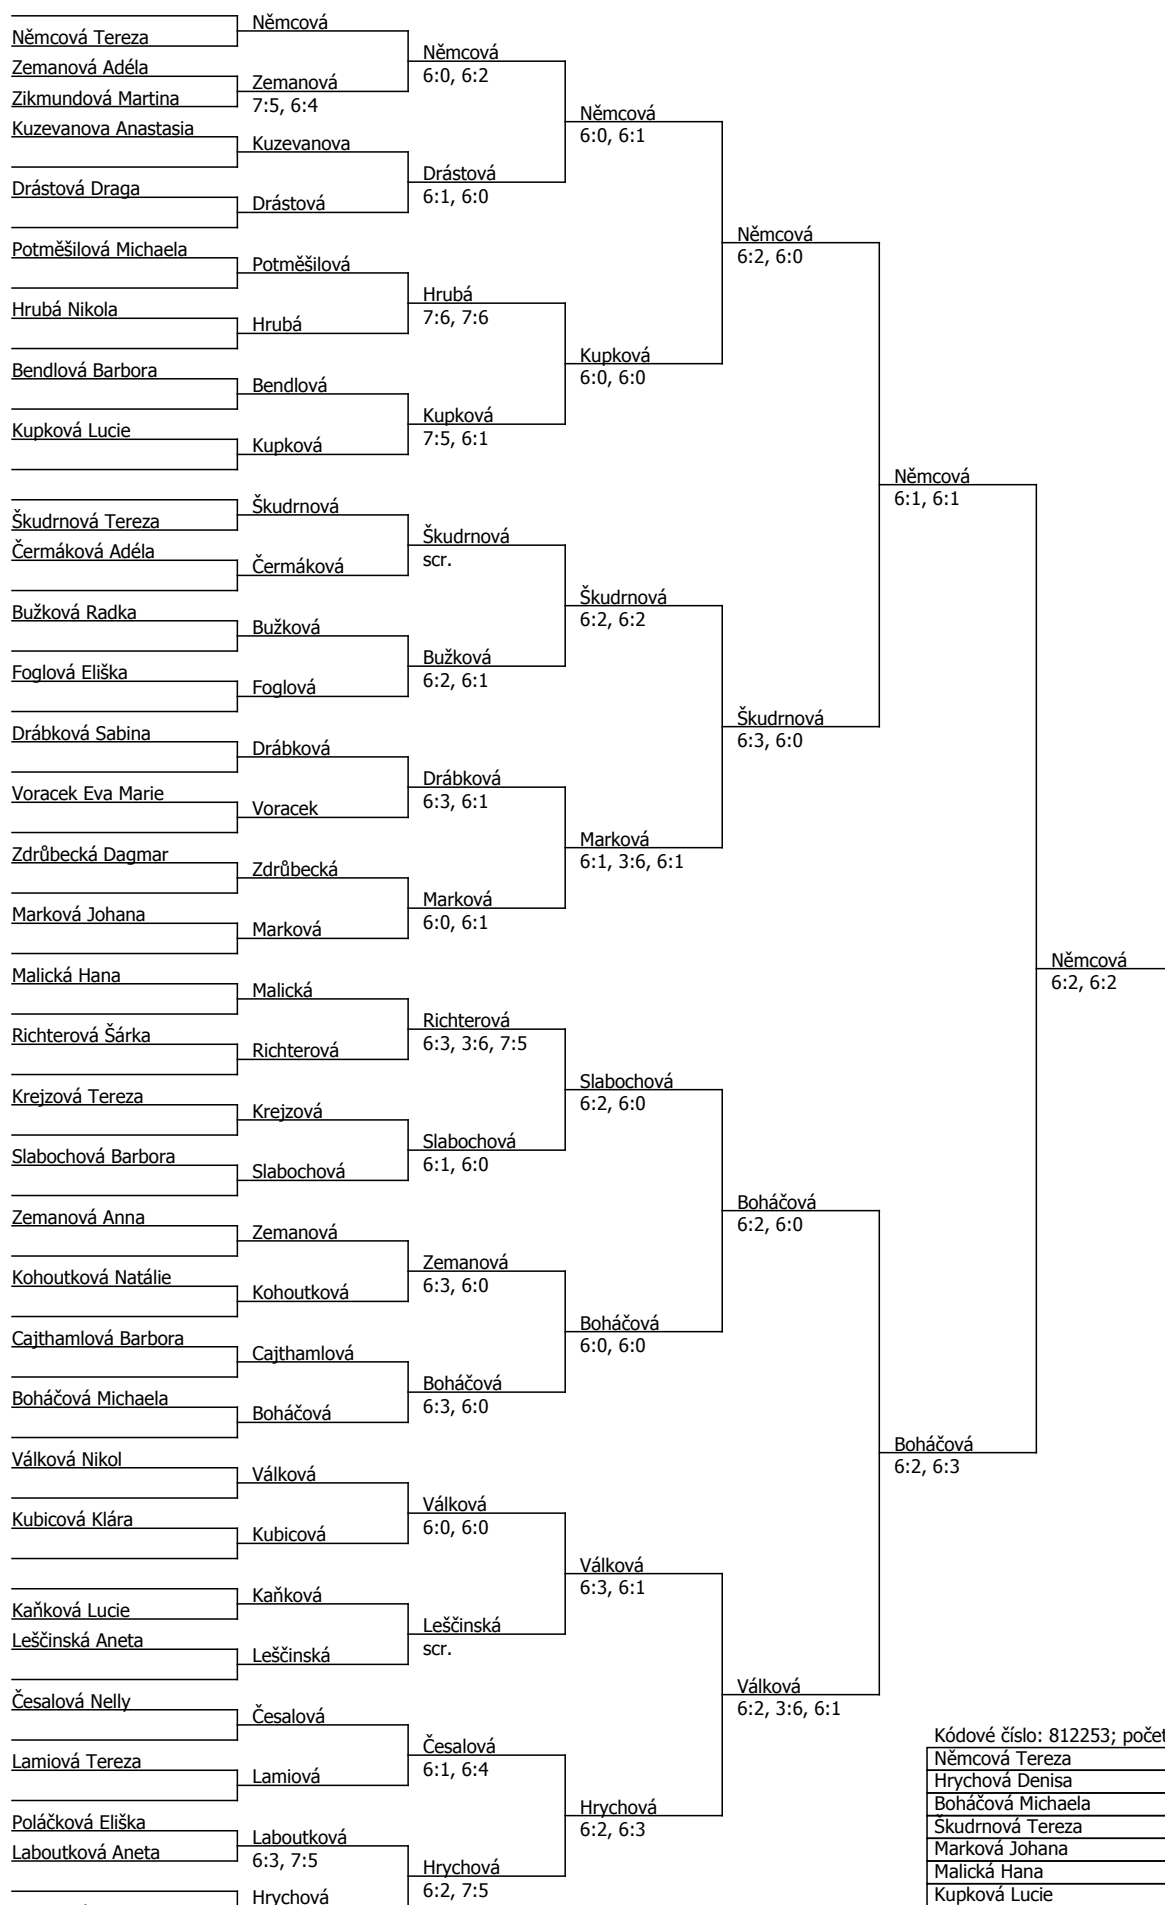 Němcová Tereza
Zemanová Adéla
Zikmundová Martina
Kuzevanova Anastasia
Drástová Draga
Potměšilová Michaela
Hrubá Nikola
Bendlová Barbora
Kupková Lucie
Škudrnová Tereza
Čermáková Adéla
Bužková Radka
Foglová Eliška
Drábková Sabina
Voracek Eva Marie
Zdrůbecká Dagmar
Marková Johana
Malická Hana
Richterová Šárka
Krejzová Tereza
Slabochová Barbora
Zemanová Anna
Kohoutková Natálie
Cajthamlová Barbora
Boháčová Michaela
Válková Nikol
Kubicová Klára
Kaňková Lucie
Leščinská Aneta
Česalová Nelly
Lamiová Tereza
Poláčková Eliška
Laboutková Aneta
Němcová
Zemanová
7:5, 6:4
Kuzevanova
Drástová
Potměšilová
Hrubá
Bendlová
Kupková
Škudrnová
Čermáková
Bužková
Foglová
Drábková
Voracek
Zdrůbecká
Marková
Malická
Richterová
Krejzová
Slabochová
Zemanová
Kohoutková
Cajthamlová
Boháčová
Válková
Kubicová
Kaňková
Leščinská
Česalová
Lamiová
Laboutková
6:3, 7:5
Hrychová
Němcová
6:0, 6:2
Drástová
6:1, 6:0
Hrubá
7:6, 7:6
Kupková
7:5, 6:1
Škudrnová
scr.
Bužková
6:2, 6:1
Drábková
6:3, 6:1
Marková
6:0, 6:1
Richterová
6:3, 3:6, 7:5
Slabochová
6:1, 6:0
Zemanová
6:3, 6:0
Boháčová
6:3, 6:0
Válková
6:0, 6:0
Leščinská
scr.
Česalová
6:1, 6:4
Hrychová
6:2, 7:5
Němcová
6:0, 6:1
Kupková
6:0, 6:0
Škudrnová
6:2, 6:2
Marková
6:1, 3:6, 6:1
Slabochová
6:2, 6:0
Boháčová
6:0, 6:0
Válková
6:3, 6:1
Hrychová
6:2, 6:3
Němcová
6:2, 6:0
Škudrnová
6:3, 6:0
Boháčová
6:2, 6:0
Válková
6:2, 3:6, 6:1
Němcová
6:1, 6:1
Boháčová
6:2, 6:3
Němcová
6:2, 6:2
Kódové číslo: 812253; počet
Němcová Tereza
Hrychová Denisa
Boháčová Michaela
Škudrnová Tereza
Marková Johana
Malická Hana
Kupková Lucie